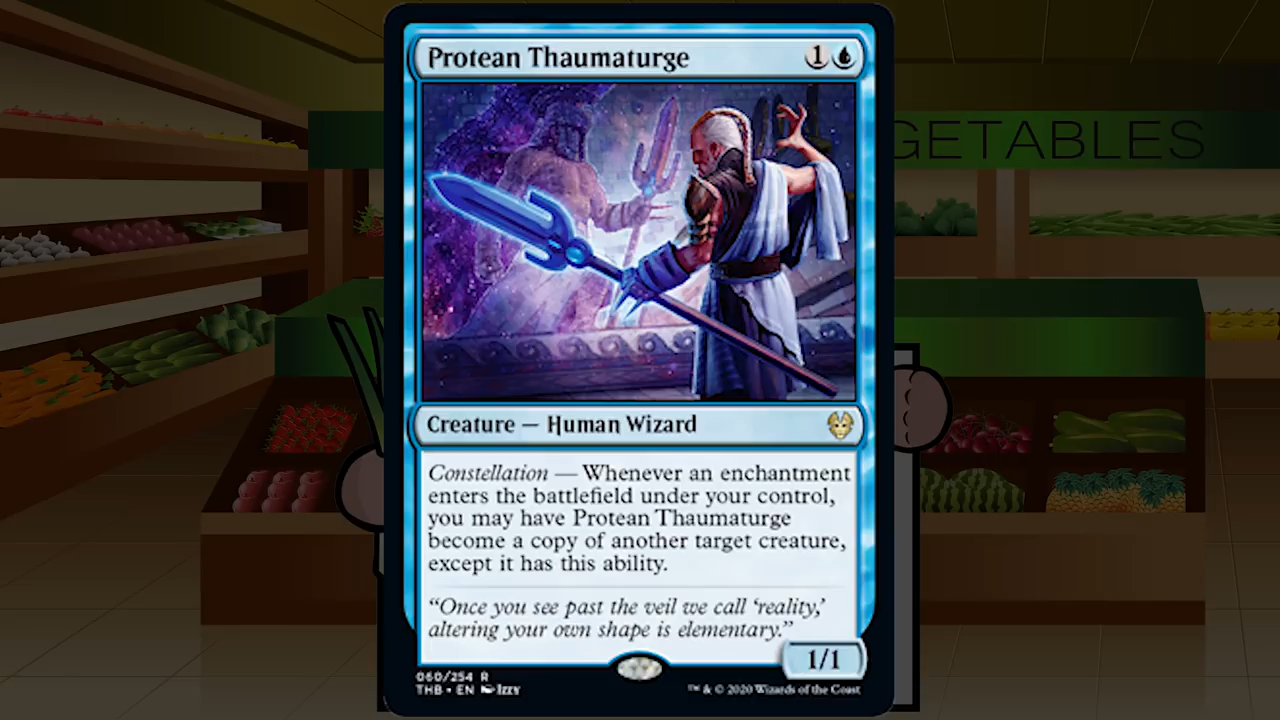 Protean Thaumaturge 1
GETABLES
Creature — Human Wizard
Constellation — Whenever an enchantment
enters the battlefield under your control,
you may have Protean Thaumaturge
become a copy of another target creature,
except it has this ability.
“Once you see past the veil we call ‘reality,’
altering your own shape is elementary.”
1/1
060/254 R
THB • EN Izzy
™ & © 2020 Wizards of the Coast